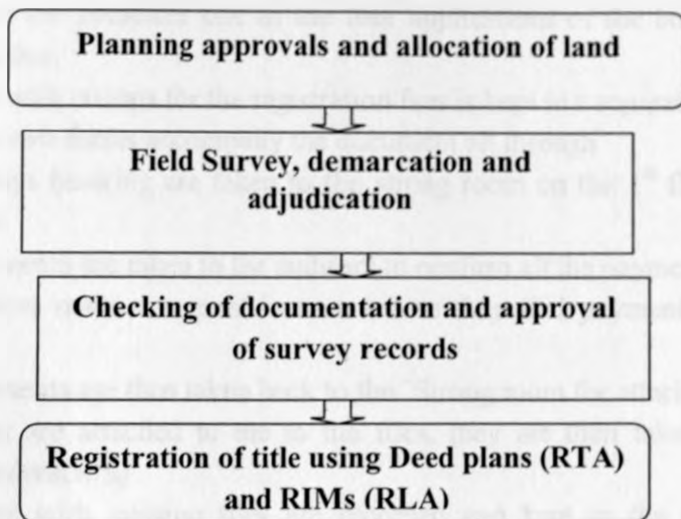 Planning approvals and allocation of land
Field Survey, demarcation and
adjudication
Checking of documentation and approval
of survey records
Registration of title using Deed plans (RTA)
and RIMs (RLA)